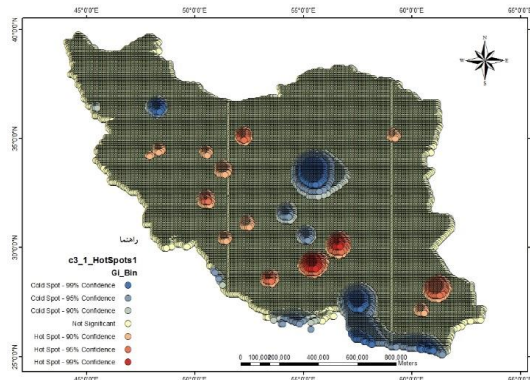 45°0'0"E 50°0'0"E 55°0'0"E 60°0'0"E 65°0'0"E
40°0'0"N
N
W E
S
35°0'0"N
30°0'0"N
25°0'0"N
راهنما
c3_1_HotSpots1
Gi_Bin
Cold Spot - 99% Confidence
Cold Spot - 95% Confidence
Cold Spot - 90% Confidence
Not Significant
Hot Spot - 90% Confidence
Hot Spot - 95% Confidence
Hot Spot - 99% Confidence
0 100,000200,000 400,000 600,000 800,000
Meters
45°0'0"E 50°0'0"E 55°0'0"E 60°0'0"E